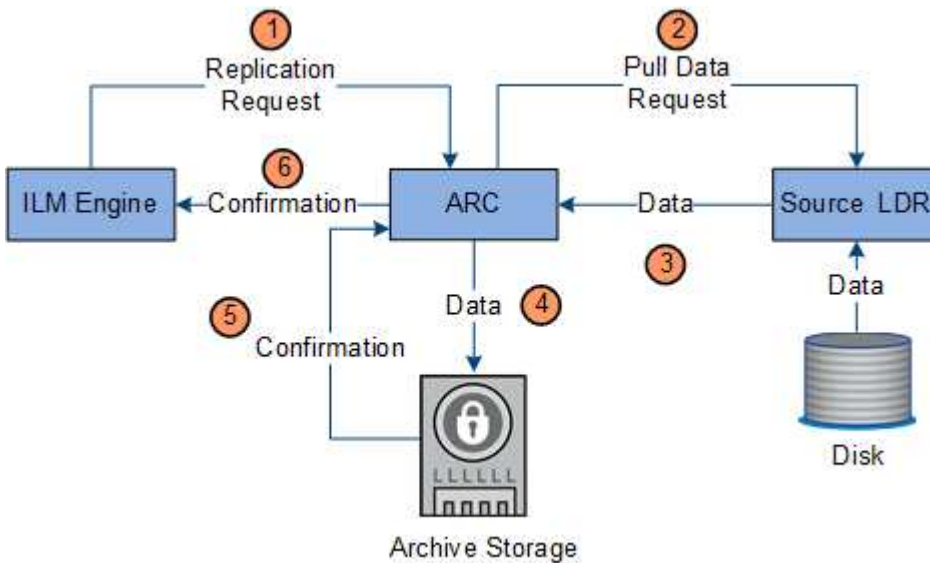 1
Replication
Request
2
Pull Data
Request
6
ILM Engine
Confirmation
ARC
Data
Source LDR
3
Data
4
Data
5
Confirmation
LLLLLL
Disk
Archive Storage